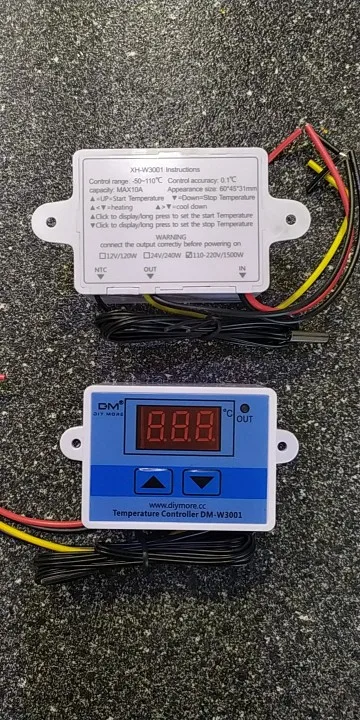 XH-W3001 Instructions
Control range: -50~110℃ Control accuracy: 0.1℃
capacity: MAX10A Appearance size: 60*45*31mm
▲=UP=Start Temperature ▼=Down=Stop Temperature
▲<▼=heating ▲>▼=cool down
▲Click to display/long press to set the start Temperature
▼Click to display/long press to set the stop Temperature
WARNING
connect the output correctly before powering on
☐12V/120W ☐24V/240W ☑110-220V/1500W
NTC OUT IN
DM®
DIY MORE
8.8.8.
°C
OUT
www.diymore.cc
Temperature Controller DM-W3001